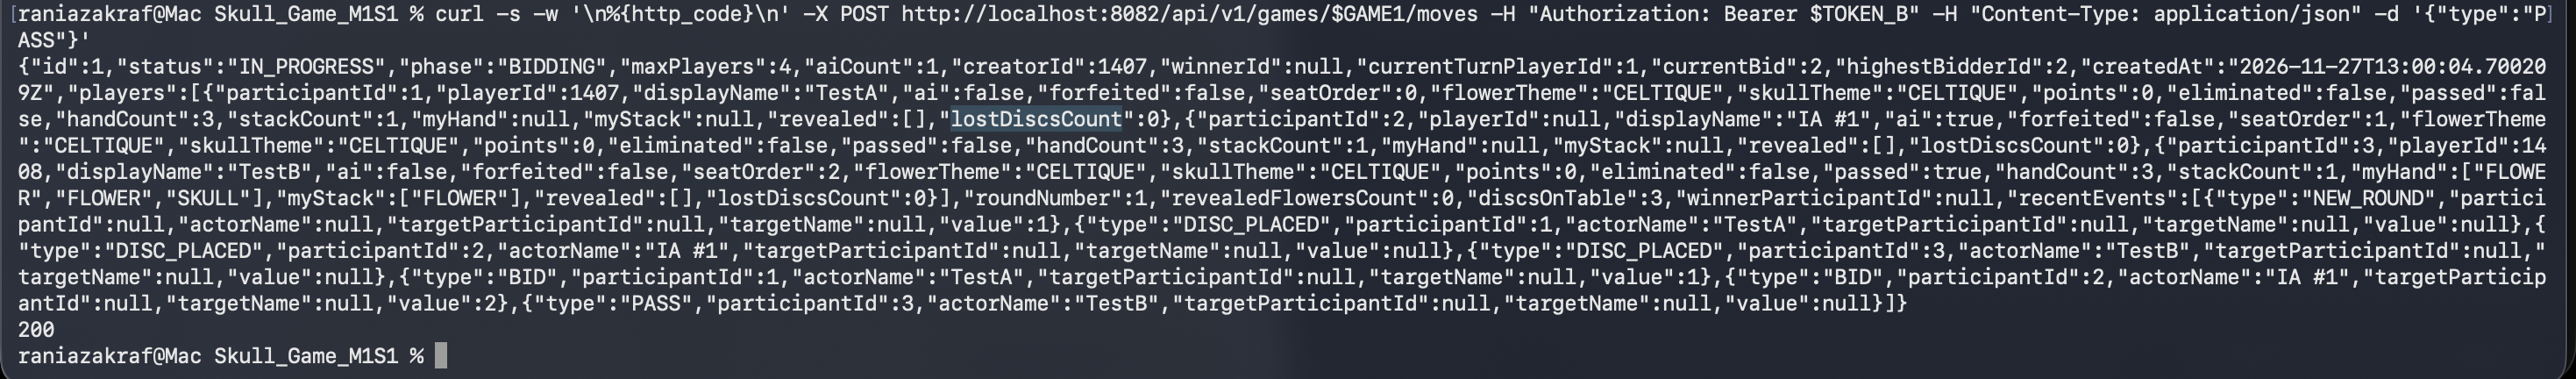 [raniazakraf@Mac Skull_Game_M1S1 % curl -s -w '\n%{http_code}\n' -X POST http://localhost:8082/api/v1/games/$GAME1/moves -H "Authorization: Bearer $TOKEN_B" -H "Content-Type: application/json" -d '{"type":"P]
ASS"}'
{"id":1,"status":"IN_PROGRESS","phase":"BIDDING","maxPlayers":4,"aiCount":1,"creatorId":1407,"winnerId":null,"currentTurnPlayerId":1,"currentBid":2,"highestBidderId":2,"createdAt":"2026-11-27T13:00:04.70020
9Z","players":[{"participantId":1,"playerId":1407,"displayName":"TestA","ai":false,"forfeited":false,"seatOrder":0,"flowerTheme":"CELTIQUE","skullTheme":"CELTIQUE","points":0,"eliminated":false,"passed":fal
se,"handCount":3,"stackCount":1,"myHand":null,"myStack":null,"revealed":[],"lostDiscsCount":0},{"participantId":2,"playerId":null,"displayName":"IA #1","ai":true,"forfeited":false,"seatOrder":1,"flowerTheme
":"CELTIQUE","skullTheme":"CELTIQUE","points":0,"eliminated":false,"passed":false,"handCount":3,"stackCount":1,"myHand":null,"myStack":null,"revealed":[],"lostDiscsCount":0},{"participantId":3,"playerId":14
08,"displayName":"TestB","ai":false,"forfeited":false,"seatOrder":2,"flowerTheme":"CELTIQUE","skullTheme":"CELTIQUE","points":0,"eliminated":false,"passed":true,"handCount":3,"stackCount":1,"myHand":["FLOWE
R","FLOWER","SKULL"],"myStack":["FLOWER"],"revealed":[],"lostDiscsCount":0}],"roundNumber":1,"revealedFlowersCount":0,"discsOnTable":3,"winnerParticipantId":null,"recentEvents":[{"type":"NEW_ROUND","partici
pantId":null,"actorName":null,"targetParticipantId":null,"targetName":null,"value":1},{"type":"DISC_PLACED","participantId":1,"actorName":"TestA","targetParticipantId":null,"targetName":null,"value":null},{
"type":"DISC_PLACED","participantId":2,"actorName":"IA #1","targetParticipantId":null,"targetName":null,"value":null},{"type":"DISC_PLACED","participantId":3,"actorName":"TestB","targetParticipantId":null,"
targetName":null,"value":null},{"type":"BID","participantId":1,"actorName":"TestA","targetParticipantId":null,"targetName":null,"value":1},{"type":"BID","participantId":2,"actorName":"IA #1","targetParticip
antId":null,"targetName":null,"value":2},{"type":"PASS","participantId":3,"actorName":"TestB","targetParticipantId":null,"targetName":null,"value":null}]}
200
raniazakraf@Mac Skull_Game_M1S1 %